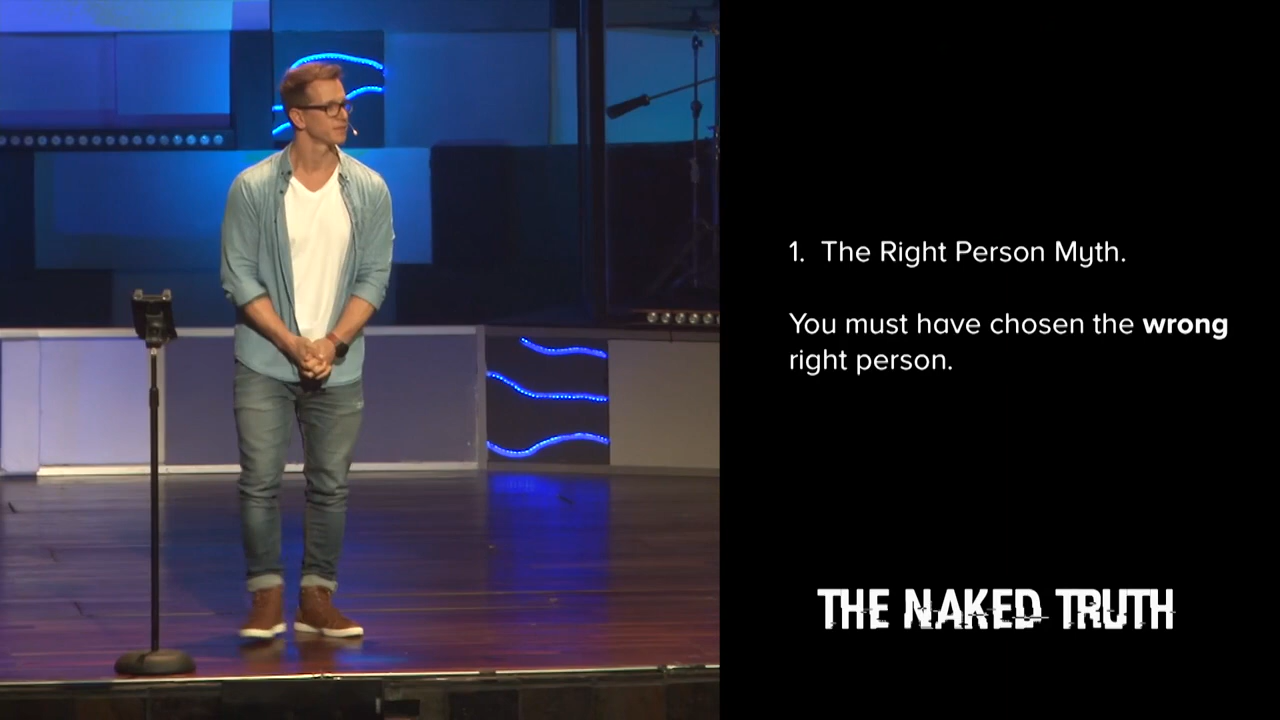 1. The Right Person Myth.
You must have chosen the wrong
right person.
THE NAKED TRUTH